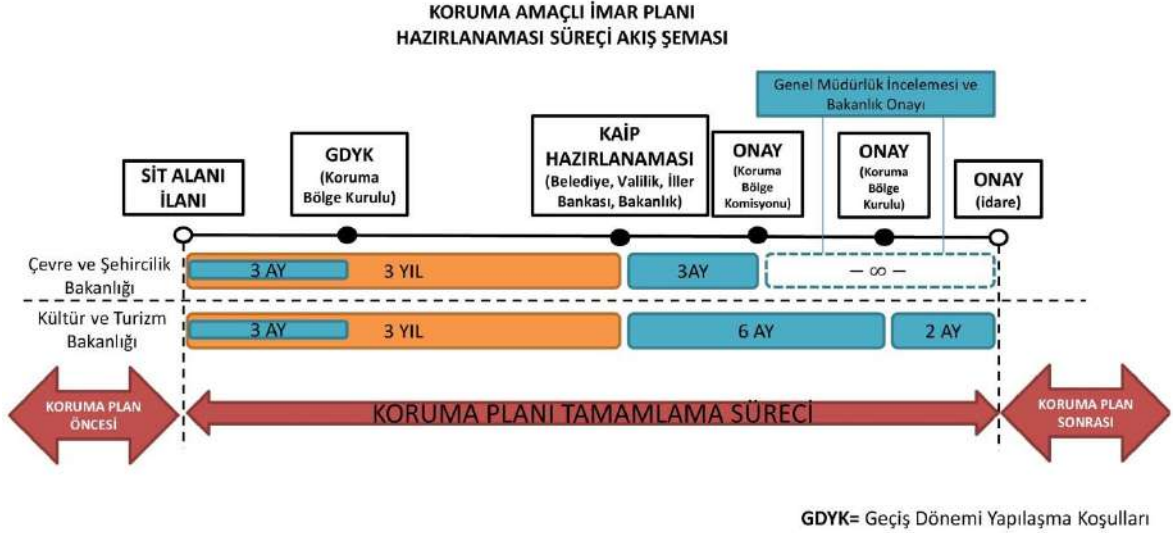 KORUMA AMAÇLI İMAR PLANI
HAZIRLANAMASI SÜREÇİ AKIŞ ŞEMASI
Genel Müdürlük İncelemesi ve
Bakanlık Onayı
SİT ALANI
İLANI
GDYK
(Koruma
Bölge Kurulu)
KAİP
HAZIRLANAMASI
(Belediye, Valilik, İller
Bankası, Bakanlık)
ONAY
(Koruma
Bölge
Komisyonu)
ONAY
(Koruma
Bölge
Kurulu)
ONAY
(idare)
Çevre ve Şehircilik
Bakanlığı
3 AY
3 YIL
3AY
– ∞ –
Kültür ve Turizm
Bakanlığı
3 AY
3 YIL
6 AY
2 AY
KORUMA PLAN
ÖNCESİ
KORUMA PLANI TAMAMLAMA SÜRECİ
KORUMA PLAN
SONRASI
GDYK= Geçiş Dönemi Yapılaşma Koşulları